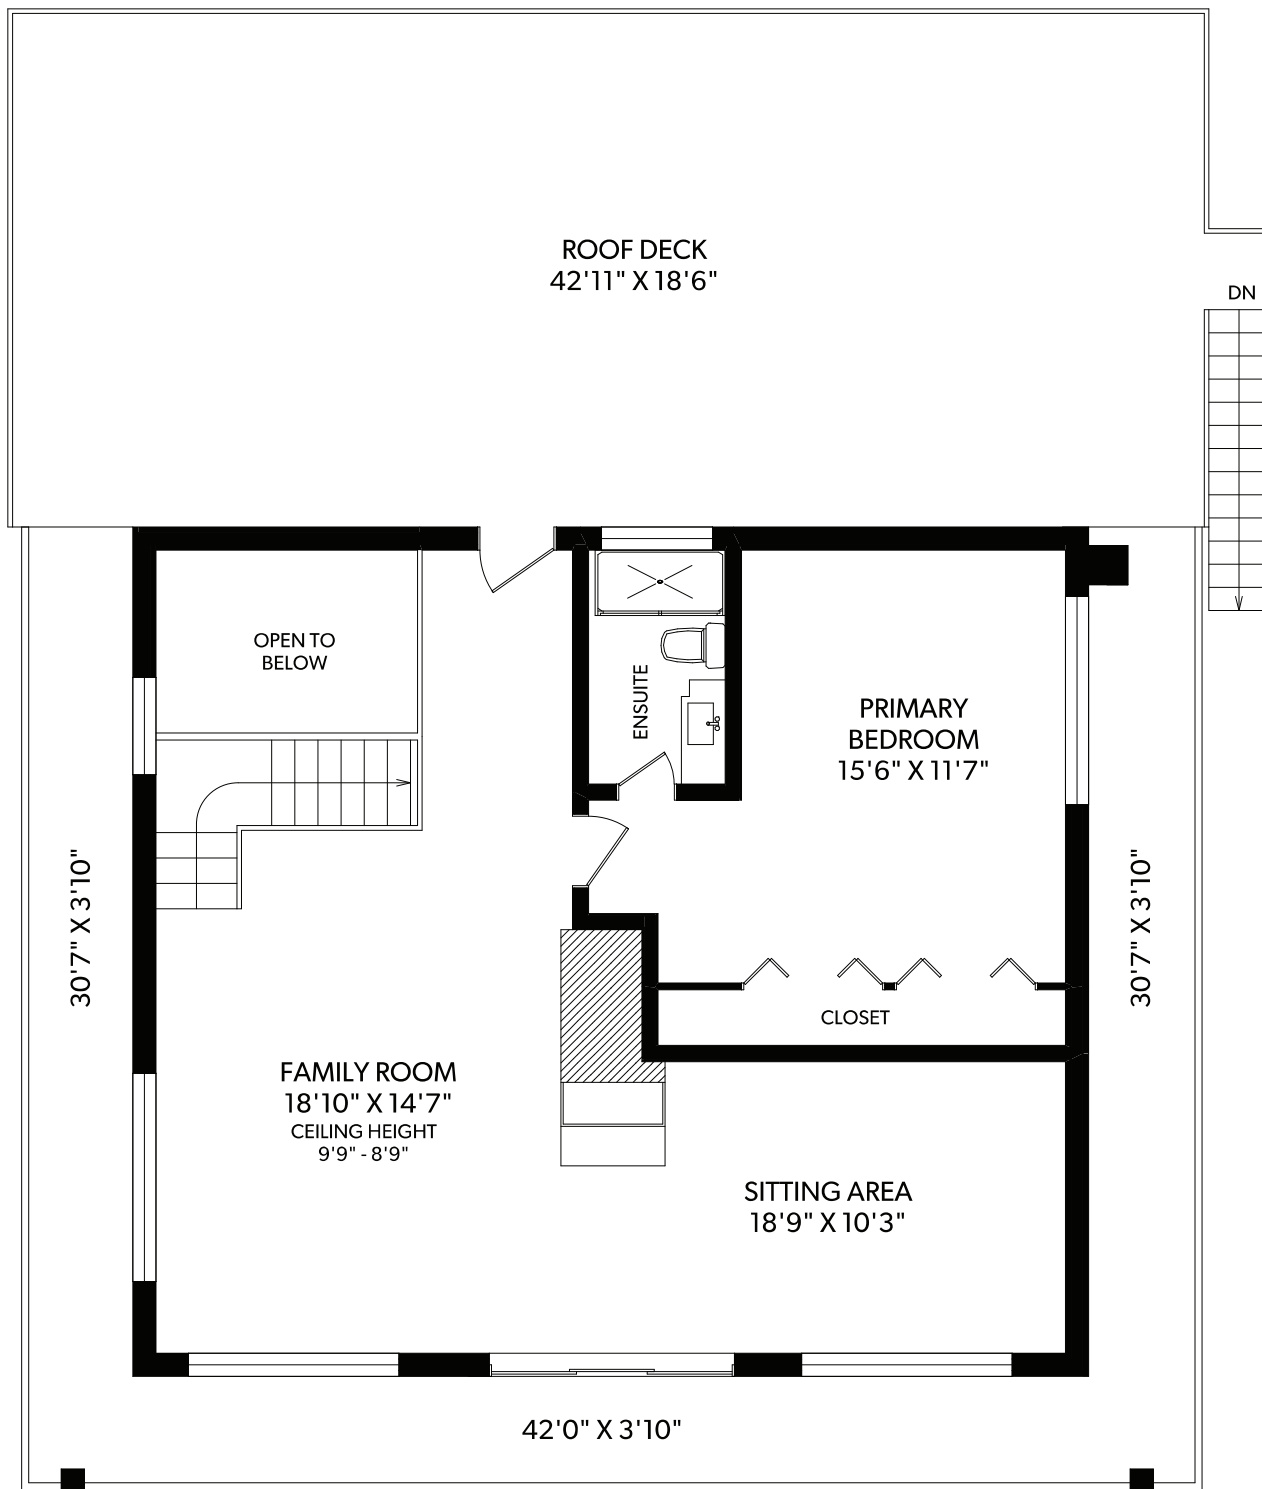 ROOF DECK
42'11" X 18'6"
DN
OPEN TO
BELOW
ENSUITE
PRIMARY
BEDROOM
15'6" X 11'7"
30'7" X 3'10"
30'7" X 3'10"
CLOSET
FAMILY ROOM
18'10" X 14'7"
CEILING HEIGHT
9'9" - 8'9"
SITTING AREA
18'9" X 10'3"
42'0" X 3'10"